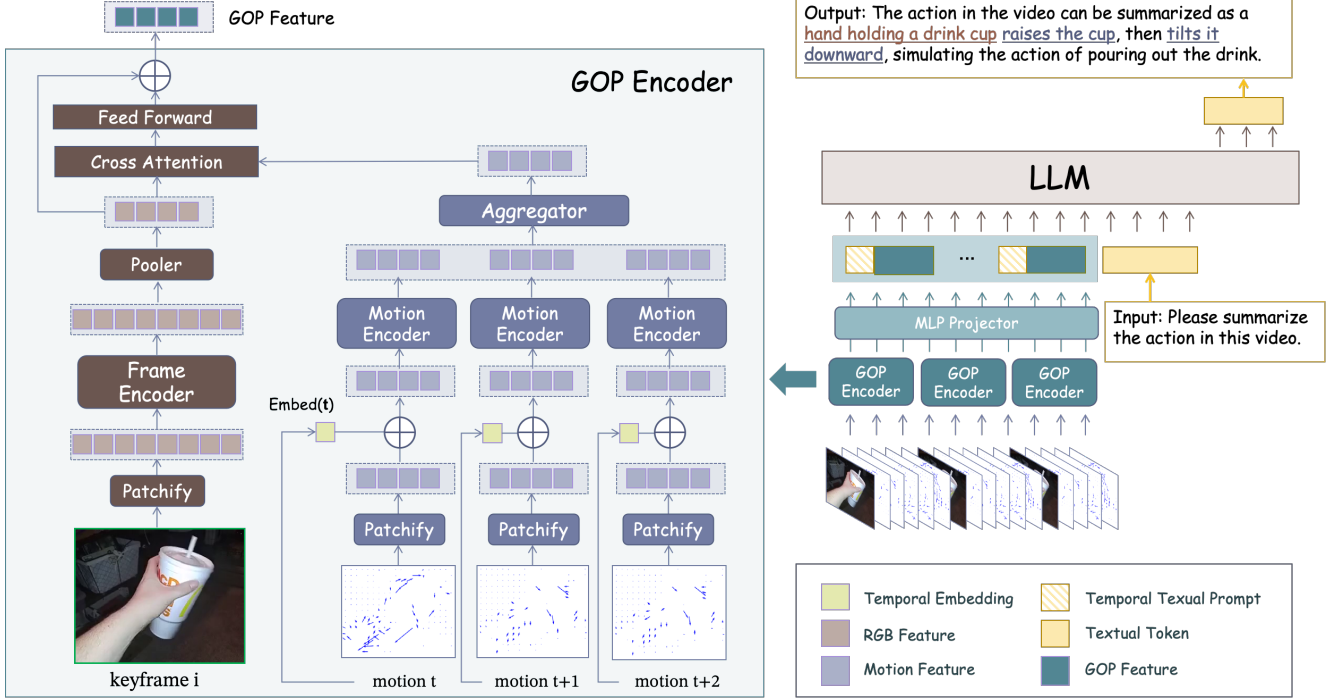 GOP Feature
GOP Encoder
Feed Forward
Cross Attention
Aggregator
Pooler
Motion
Encoder
Motion
Encoder
Motion
Encoder
Frame
Encoder
Embed(t)
Patchify
Patchify
Patchify
Patchify
keyframe i
motion t
motion t+1
motion t+2
Output: The action in the video can be summarized as a
hand holding a drink cup raises the cup, then tilts it
downward, simulating the action of pouring out the drink.
LLM
...
MLP Projector
Input: Please summarize
the action in this video.
GOP
Encoder
GOP
Encoder
GOP
Encoder
Temporal Embedding
RGB Feature
Motion Feature
Temporal Texual Prompt
Textual Token
GOP Feature